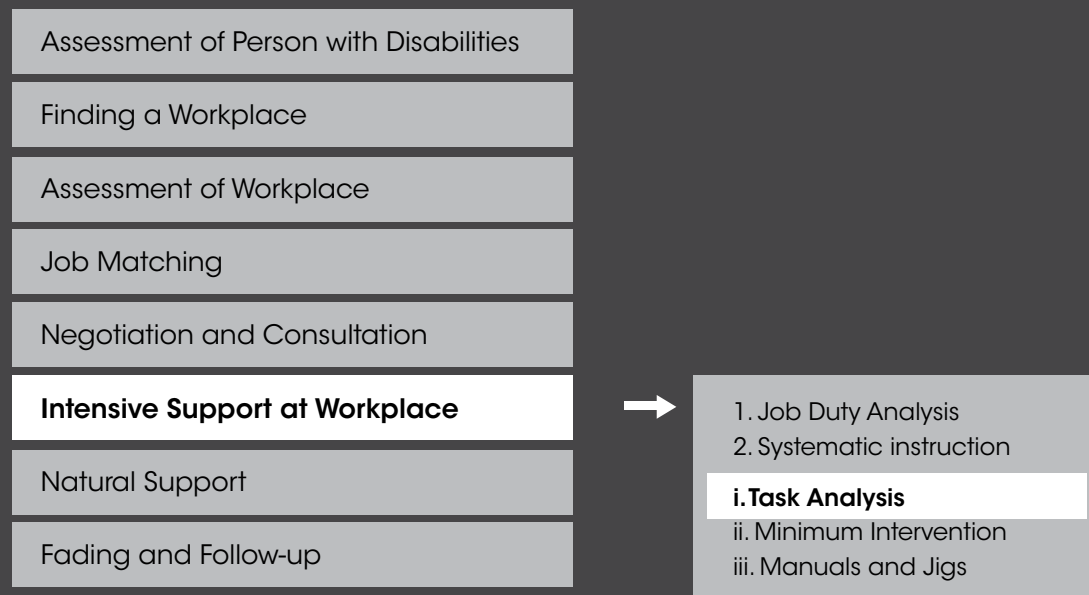 Assessment of Person with Disabilities
Finding a Workplace
Assessment of Workplace
Job Matching
Negotiation and Consultation
Intensive Support at Workplace
Natural Support
Fading and Follow-up
1. Job Duty Analysis
2. Systematic instruction
i. Task Analysis
ii. Minimum Intervention
iii. Manuals and Jigs